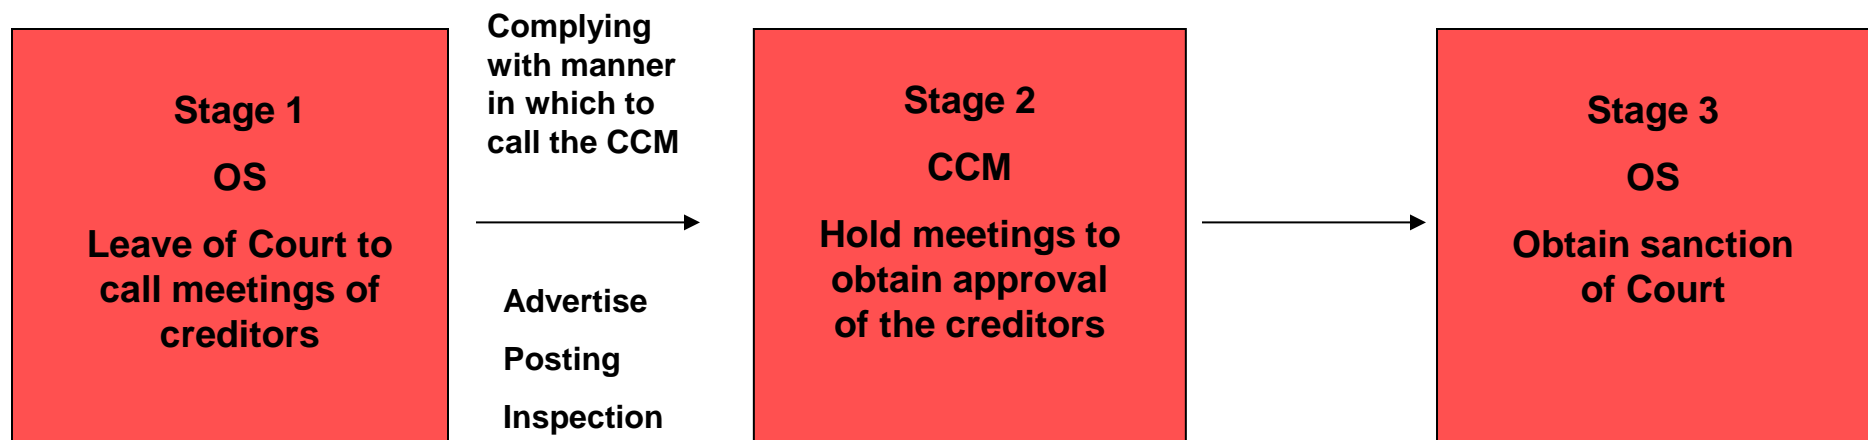 Stage 1
OS
Leave of Court to
call meetings of
creditors
Complying
with manner
in which to
call the CCM
Advertise
Posting
Inspection
Stage 2
CCM
Hold meetings to
obtain approval
of the creditors
Stage 3
OS
Obtain sanction
of Court